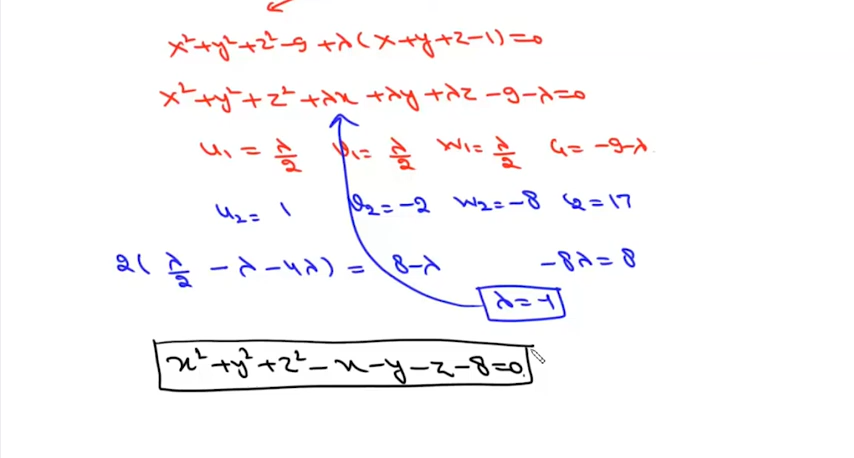 x²+y²+z²-9+λ(x+y+z-1)=0
x²+y²+z²+λx+λy+λz-9-λ=0
u₁=λ/2 v₁=λ/2 w₁=λ/2 c₁=-9-λ
u₂=1 v₂=-2 w₂=-8 c₂=17
2(λ/2-λ-4λ)=8-λ -8λ=8
λ=-1
x²+y²+z²-x-y-z-8=0